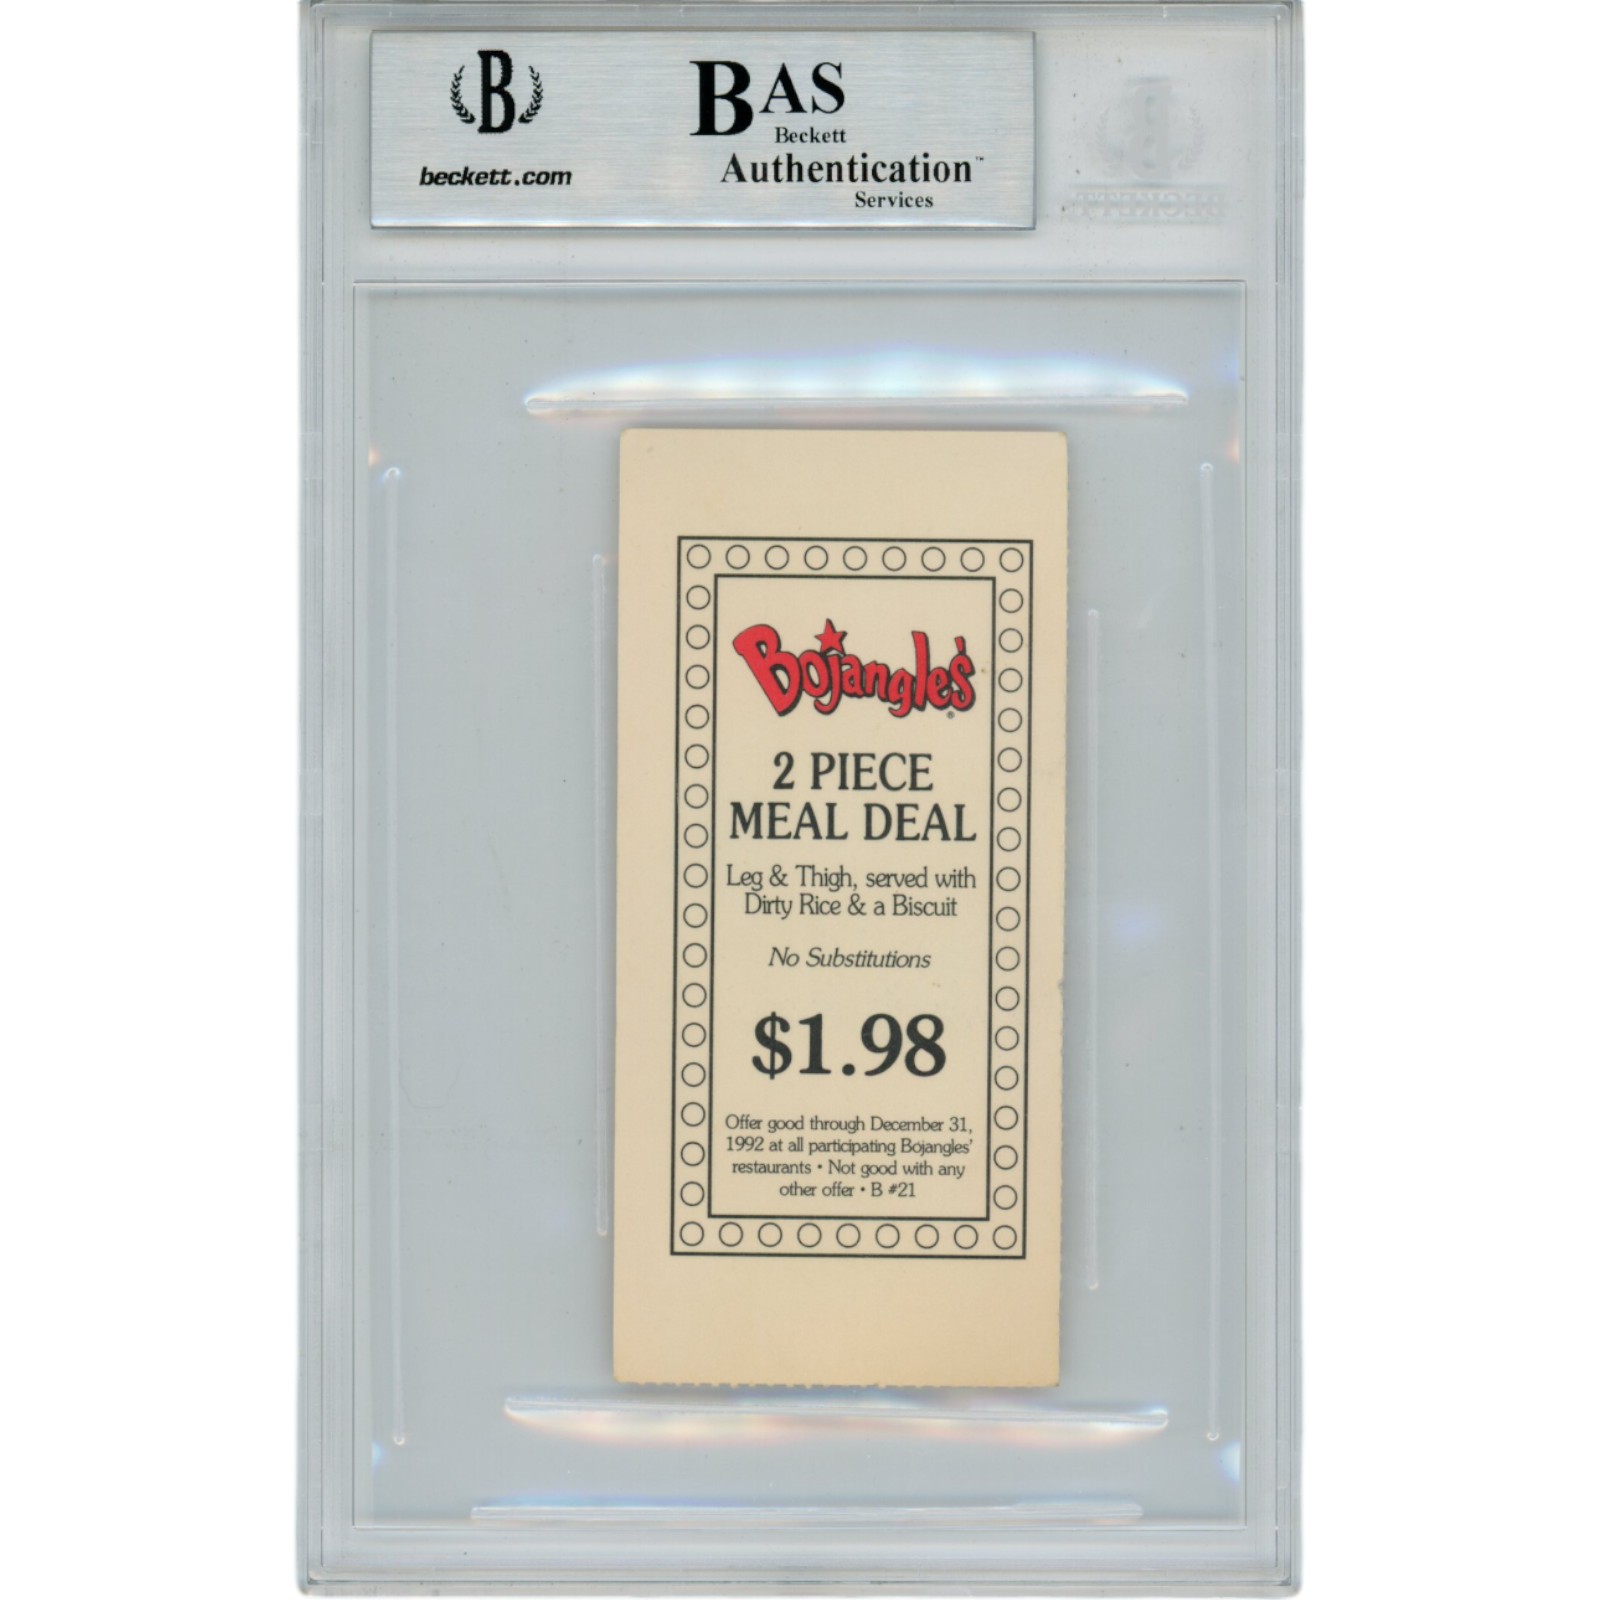 B
beckett.com
BAS
Beckett
Authentication™
Services
BECKETT
Bojangles'®
2 PIECE
MEAL DEAL
Leg & Thigh, served with
Dirty Rice & a Biscuit
No Substitutions
$1.98
Offer good through December 31,
1992 at all participating Bojangles'
restaurants • Not good with any
other offer • B #21